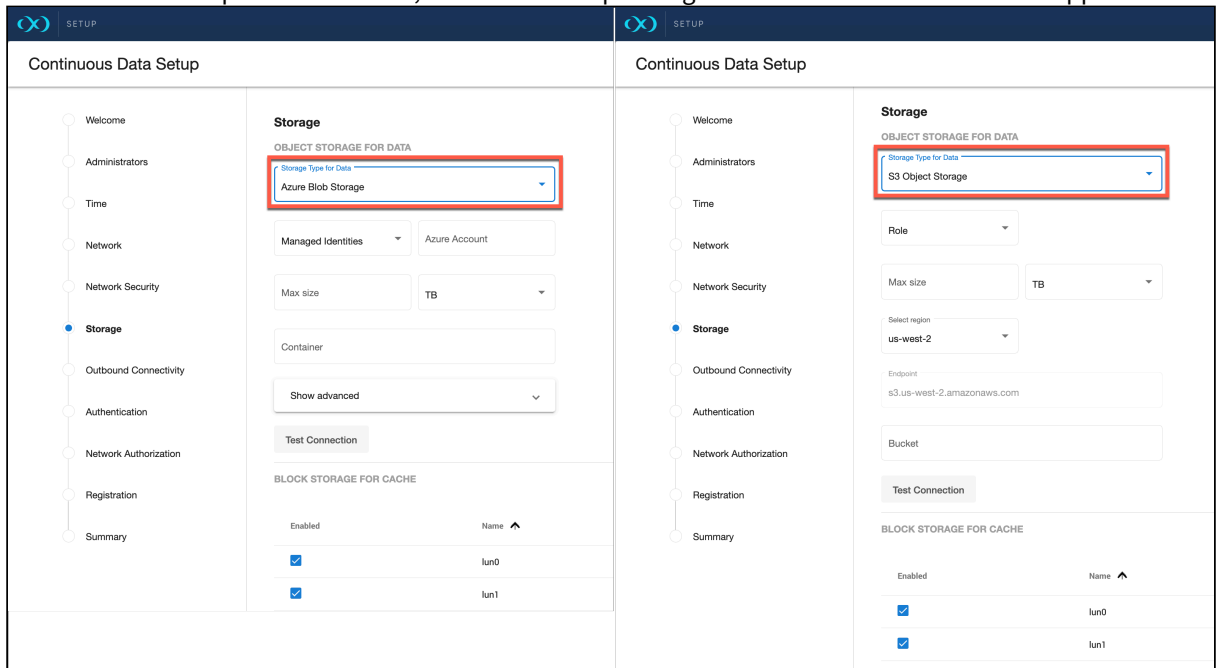 SETUP
Continuous Data Setup
Welcome
Administrators
Time
Network
Network Security
Storage
Outbound Connectivity
Authentication
Network Authorization
Registration
Summary
Storage
OBJECT STORAGE FOR DATA
Storage Type for Data
Azure Blob Storage
Managed Identities
Azure Account
Max size
TB
Container
Show advanced
Test Connection
BLOCK STORAGE FOR CACHE
Enabled Name
lun0
lun1
SETUP
Continuous Data Setup
Welcome
Administrators
Time
Network
Network Security
Storage
Outbound Connectivity
Authentication
Network Authorization
Registration
Summary
Storage
OBJECT STORAGE FOR DATA
Storage Type for Data
S3 Object Storage
Role
Max size
TB
Select region
us-west-2
Endpoint
s3.us-west-2.amazonaws.com
Bucket
Test Connection
BLOCK STORAGE FOR CACHE
Enabled Name
lun0
lun1